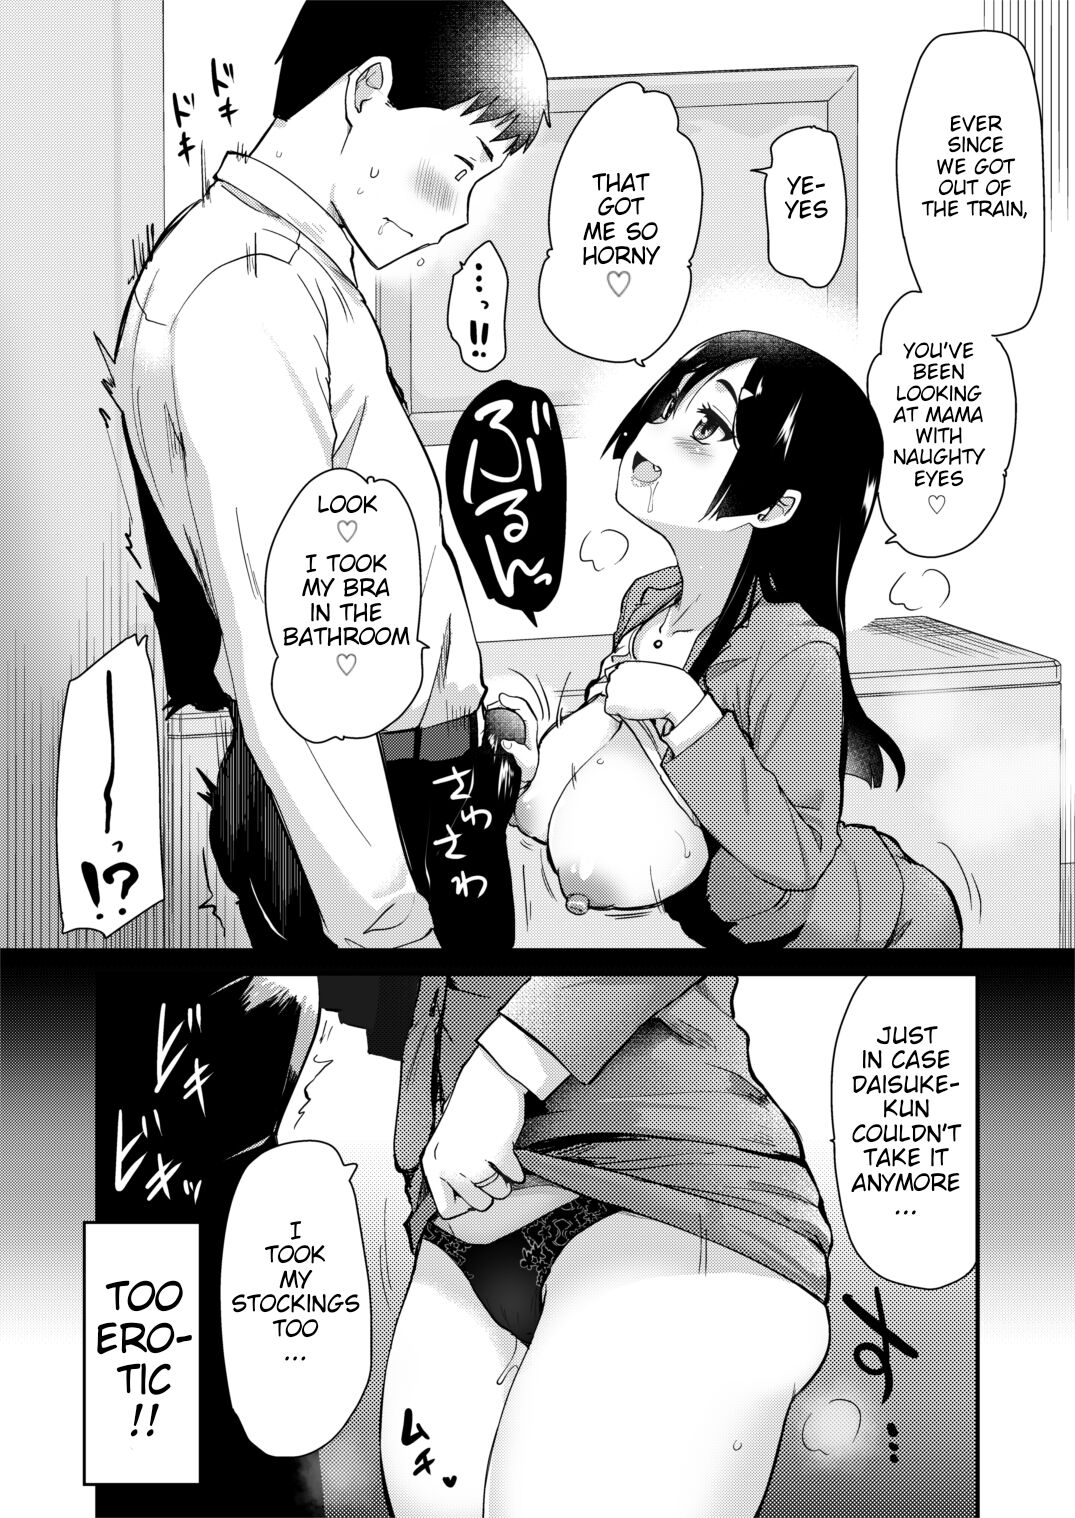 EVER
SINCE
WE GOT
OUT OF
THE TRAIN,
YOU'VE
BEEN
LOOKING
AT MAMA
WITH
NAUGHTY
EYES
♡
YE-
YES
THAT
GOT
ME SO
HORNY
♡
ドキ
ドキ
…っ!!
ぶるんっ
LOOK
♡
I TOOK
MY BRA
IN THE
BATHROOM
♡
さわ
さわ
ーっ
!?
JUST
IN CASE
DAISUKE-
KUN
COULDN'T
TAKE IT
ANYMORE
...
ビキ
ビキッ
I
TOOK
MY
STOCKINGS
TOO
...
TOO
ERO-
TIC
!!
ムチ♥